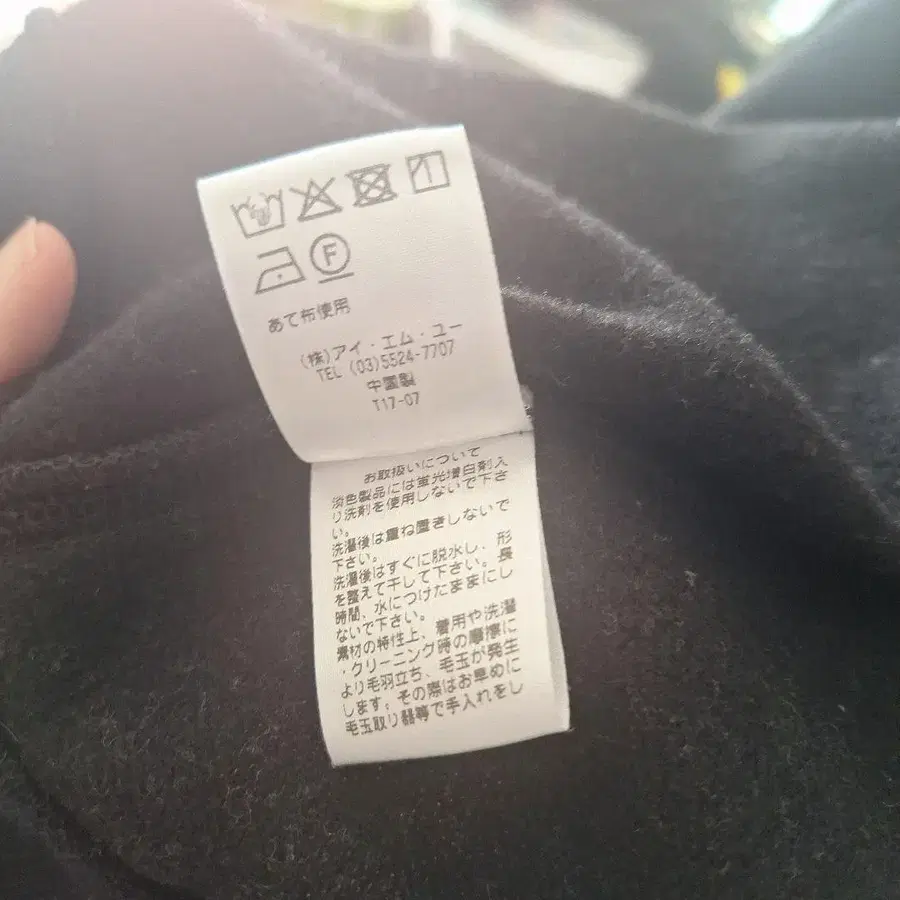 F
あて布使用
(株)アイ・エム・ユー
TEL (03)5524-7707
中国製
T17-07
お取扱いについて
淡色製品には蛍光増白剤入
り洗剤を使用しないで下さ
い。
洗濯後は重ね置きしないで
下さい。
洗濯後はすぐに脱水し、形
を整えて干して下さい。長
時間、水につけたままにし
ないで下さい。
素材の特性上、着用や洗濯
・クリーニング時の摩擦に
より毛羽立ち、毛玉が発生
します。その際はお早めに
毛玉取り器等で手入れをし